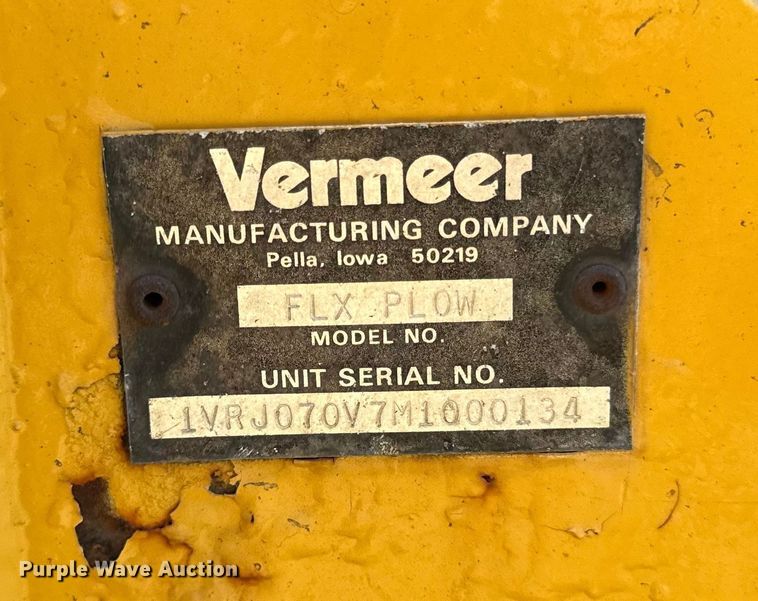 Vermeer
MANUFACTURING COMPANY
Pella, Iowa 50219
FLX PLOW
MODEL NO.
UNIT SERIAL NO.
1VRJ070V7M1000134
Purple Wave Auction